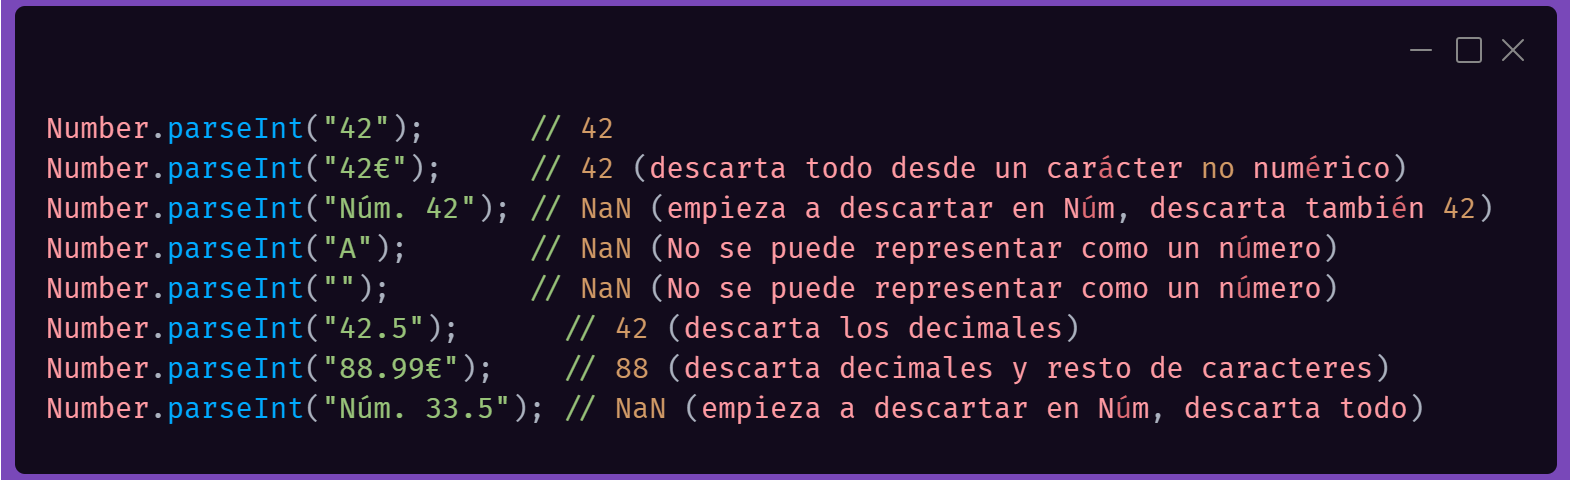 Number.parseInt("42");      // 42
Number.parseInt("42€");     // 42 (descarta todo desde un carácter no numérico)
Number.parseInt("Núm. 42"); // NaN (empieza a descartar en Núm, descarta también 42)
Number.parseInt("A");       // NaN (No se puede representar como un número)
Number.parseInt("");        // NaN (No se puede representar como un número)
Number.parseInt("42.5");      // 42 (descarta los decimales)
Number.parseInt("88.99€");    // 88 (descarta decimales y resto de caracteres)
Number.parseInt("Núm. 33.5"); // NaN (empieza a descartar en Núm, descarta todo)